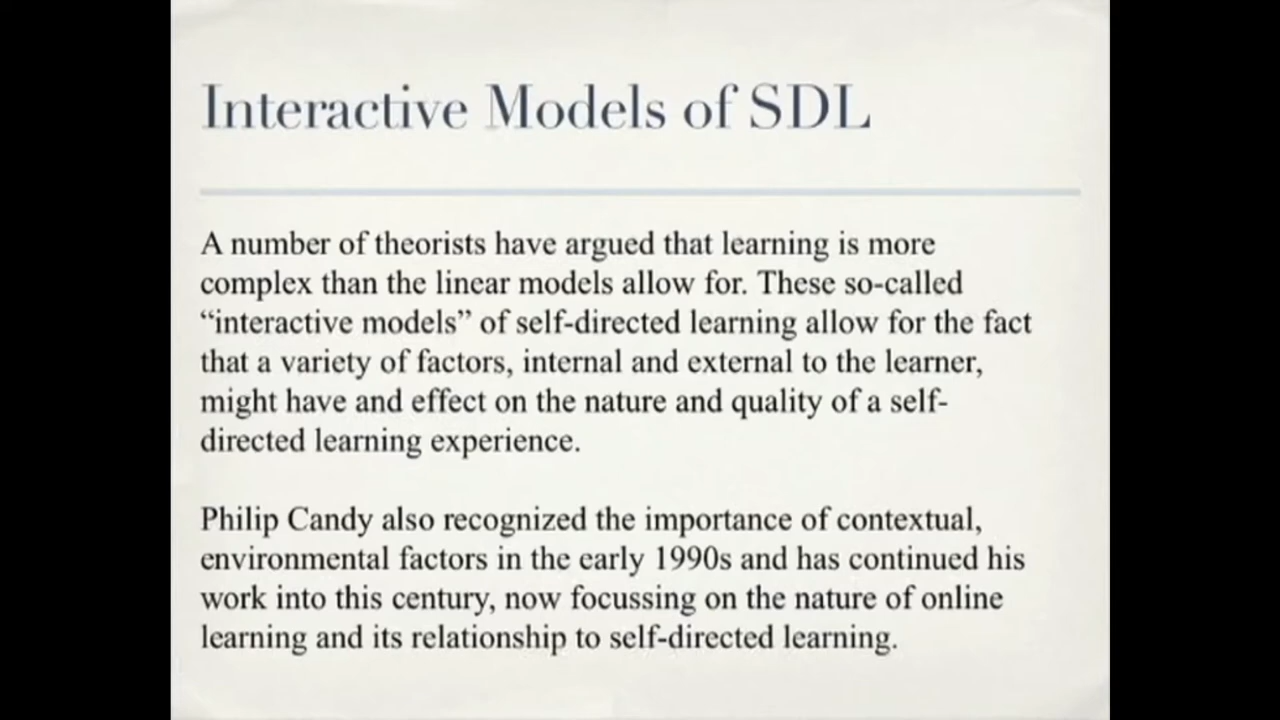 Interactive Models of SDL
A number of theorists have argued that learning is more
complex than the linear models allow for. These so-called
“interactive models” of self-directed learning allow for the fact
that a variety of factors, internal and external to the learner,
might have and effect on the nature and quality of a self-
directed learning experience.
Philip Candy also recognized the importance of contextual,
environmental factors in the early 1990s and has continued his
work into this century, now focussing on the nature of online
learning and its relationship to self-directed learning.